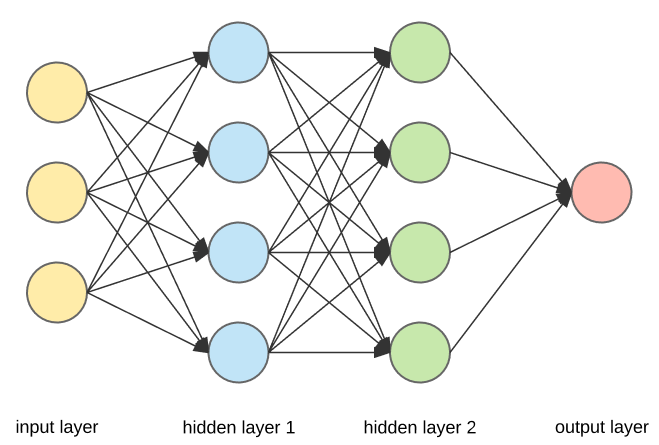 input layer
hidden layer 1
hidden layer 2
output layer